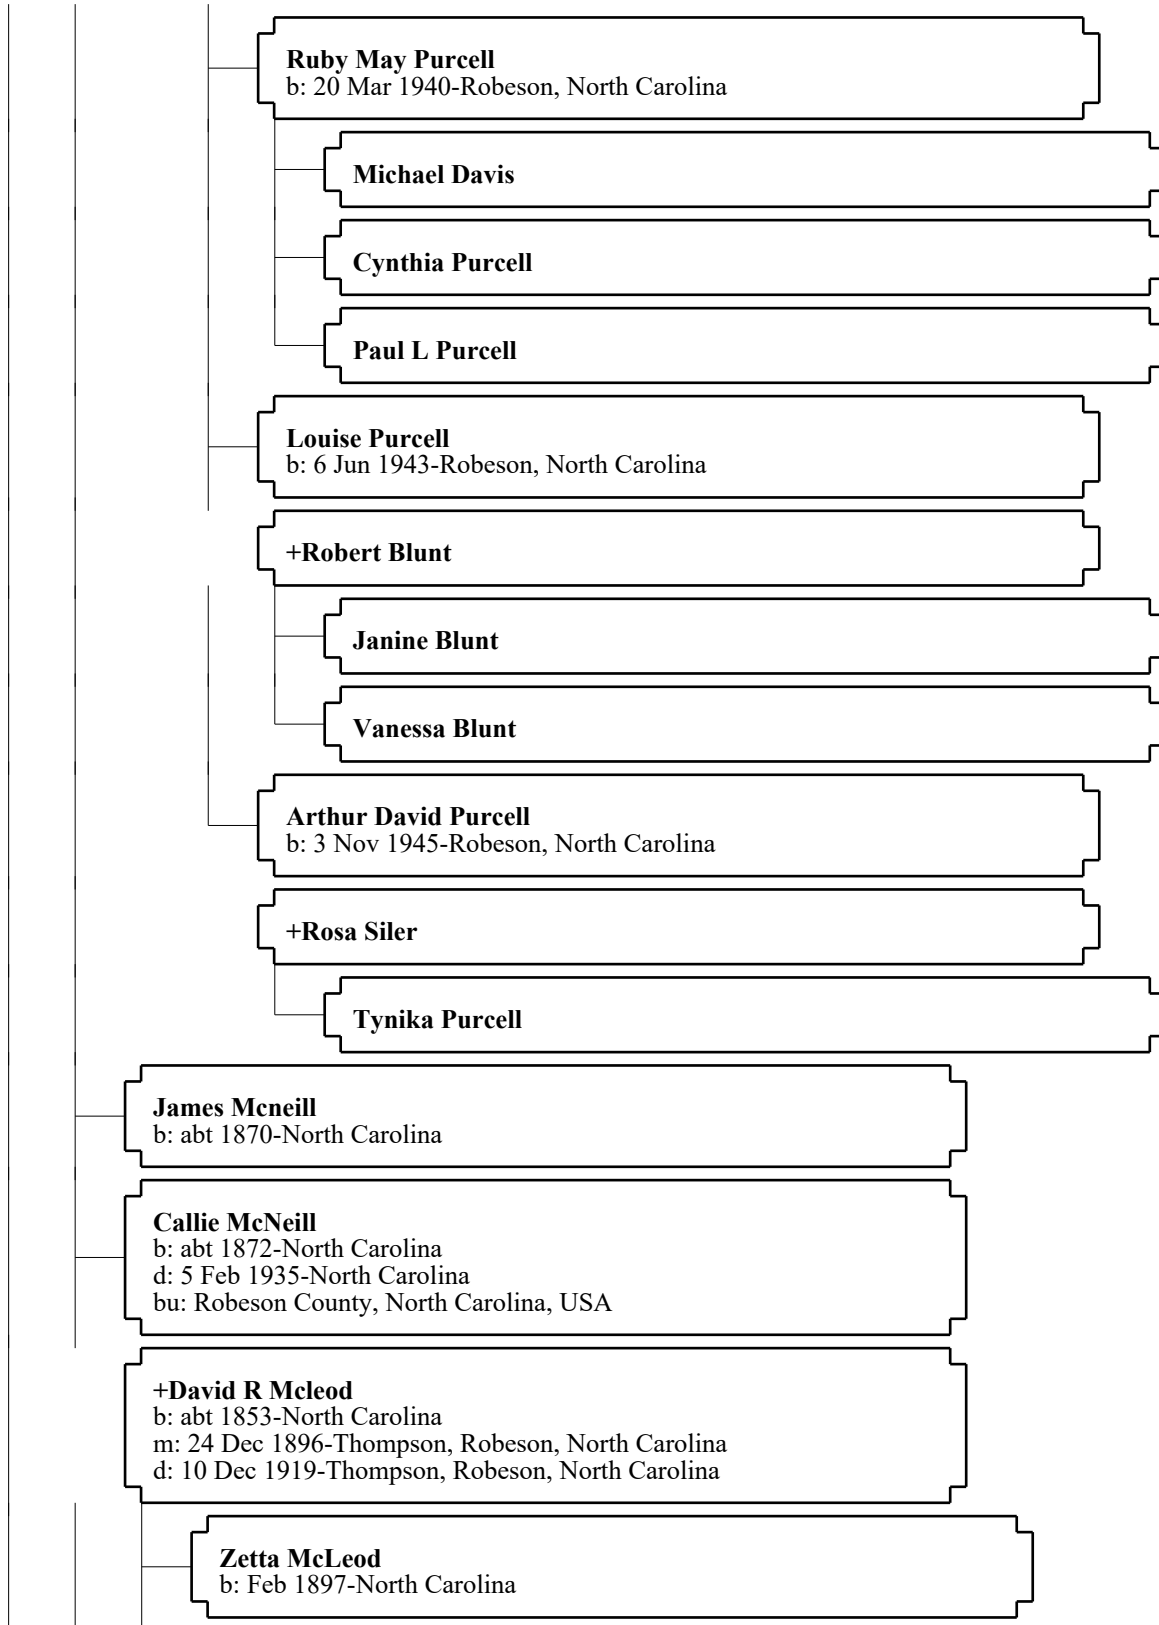 Ruby May Purcell
b: 20 Mar 1940-Robeson, North Carolina
Michael Davis
Cynthia Purcell
Paul L Purcell
Louise Purcell
b: 6 Jun 1943-Robeson, North Carolina
+Robert Blunt
Janine Blunt
Vanessa Blunt
Arthur David Purcell
b: 3 Nov 1945-Robeson, North Carolina
+Rosa Siler
Tynika Purcell
James Mcneill
b: abt 1870-North Carolina
Callie McNeill
b: abt 1872-North Carolina
d: 5 Feb 1935-North Carolina
bu: Robeson County, North Carolina, USA
+David R Mcleod
b: abt 1853-North Carolina
m: 24 Dec 1896-Thompson, Robeson, North Carolina
d: 10 Dec 1919-Thompson, Robeson, North Carolina
Zetta McLeod
b: Feb 1897-North Carolina